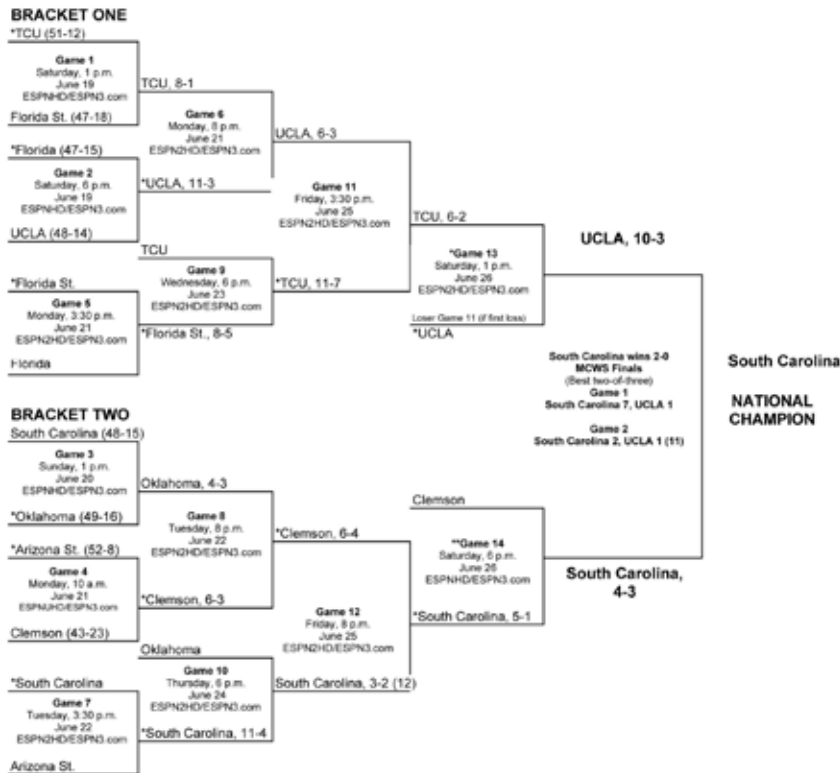 BRACKET ONE
*TCU (51-12)
Game 1
Saturday, 1 p.m.
June 19
ESPNHD/ESPN3.com
Florida St. (47-18)
TCU, 8-1
Game 6
Monday, 8 p.m.
June 21
ESPN2HD/ESPN3.com
*Florida (47-15)
Game 2
Saturday, 6 p.m.
June 19
ESPNHD/ESPN3.com
UCLA (48-14)
*UCLA, 11-3
UCLA, 6-3
Game 11
Friday, 3:30 p.m.
June 25
ESPN2HD/ESPN3.com
TCU
Game 9
Wednesday, 6 p.m.
June 23
ESPN2HD/ESPN3.com
*Florida St.
Game 5
Monday, 3:30 p.m.
June 21
ESPN2HD/ESPN3.com
Florida
*Florida St., 8-5
*TCU, 11-7
TCU, 6-2
*Game 13
Saturday, 1 p.m.
June 26
ESPN2HD/ESPN3.com
Loser Game 11 (if first loss)
*UCLA
UCLA, 10-3
South Carolina wins 2-0
MCWS Finals
(Best two-of-three)
Game 1
South Carolina 7, UCLA 1
Game 2
South Carolina 2, UCLA 1 (11)
South Carolina
NATIONAL
CHAMPION
BRACKET TWO
South Carolina (48-15)
Game 3
Sunday, 1 p.m.
June 20
ESPNHD/ESPN3.com
*Oklahoma (49-16)
Oklahoma, 4-3
Game 8
Tuesday, 8 p.m.
June 22
ESPN2HD/ESPN3.com
*Arizona St. (52-8)
Game 4
Monday, 10 a.m.
June 21
ESPNUHD/ESPN3.com
Clemson (43-23)
*Clemson, 6-3
*Clemson, 6-4
Game 12
Friday, 8 p.m.
June 25
ESPN2HD/ESPN3.com
Oklahoma
Game 10
Thursday, 6 p.m.
June 24
ESPN2HD/ESPN3.com
*South Carolina
Game 7
Tuesday, 3:30 p.m.
June 22
ESPN2HD/ESPN3.com
Arizona St.
*South Carolina, 11-4
South Carolina, 3-2 (12)
Clemson
**Game 14
Saturday, 6 p.m.
June 26
ESPNHD/ESPN3.com
*South Carolina, 5-1
South Carolina,
4-3